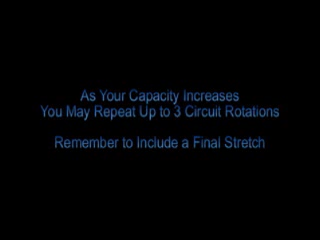 As Your Capacity Increases
You May Repeat Up to 3 Circuit Rotations
Remember to Include a Final Stretch